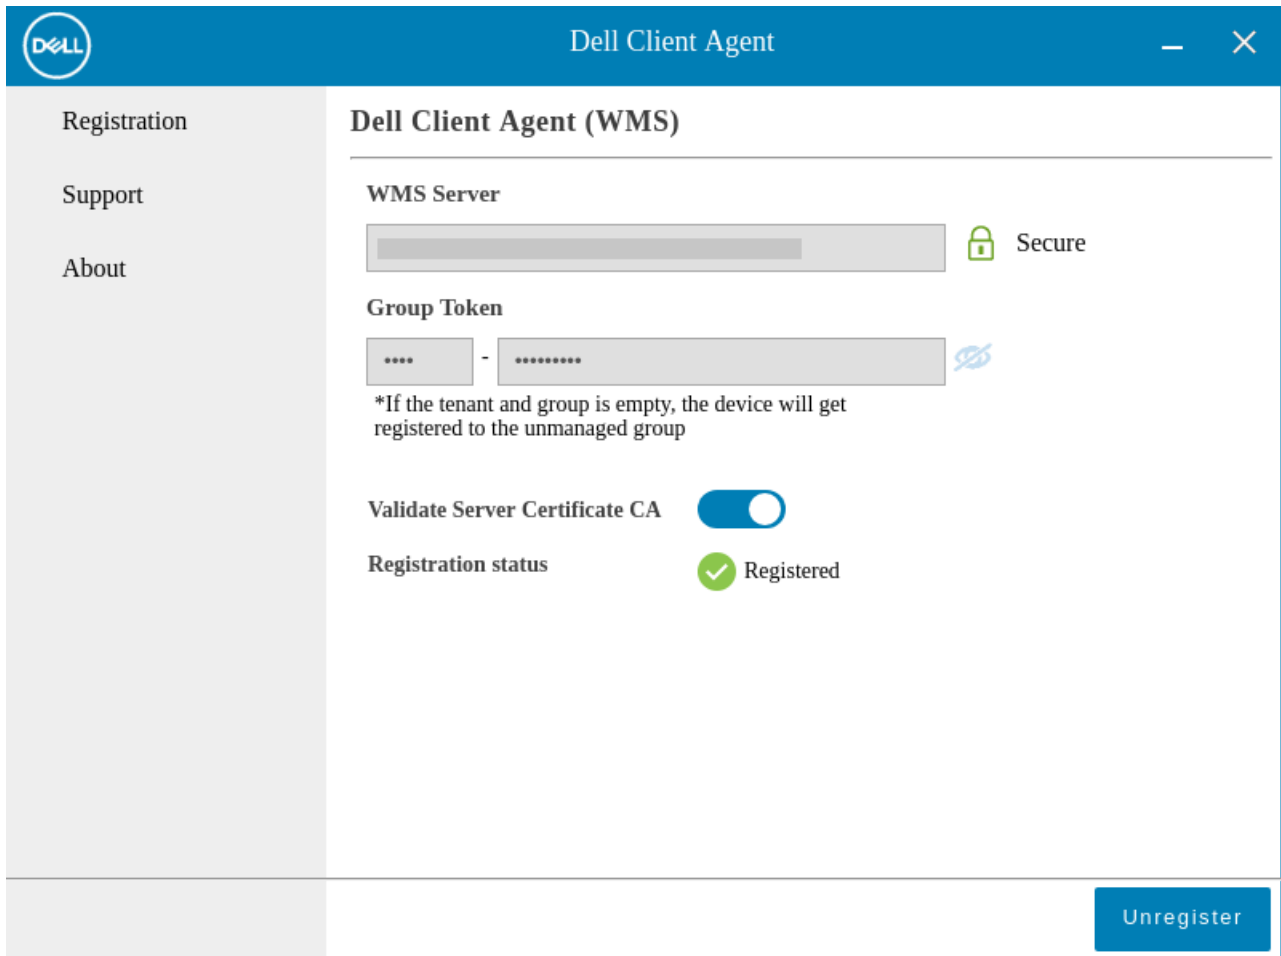 DELL
Dell Client Agent
Registration
Support
About
Dell Client Agent (WMS)
WMS Server
Secure
Group Token
•••• - •••••••••
*If the tenant and group is empty, the device will get
registered to the unmanaged group
Validate Server Certificate CA
Registration status
Registered
Unregister